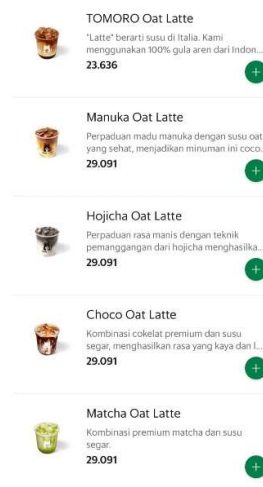 TOMORO Oat Latte
"Latte" berarti susu di Italia. Kami
menggunakan 100% gula aren dari Indon...
23.636
Manuka Oat Latte
Perpaduan madu manuka dengan susu oat
yang sehat, menjadikan minuman ini coco..
29.091
Hojicha Oat Latte
Perpaduan rasa manis dengan teknik
pemanggangan dari hojicha menghasilka..
29.091
Choco Oat Latte
Kombinasi cokelat premium dan susu
segar, menghasilkan rasa yang kaya dan l...
29.091
Matcha Oat Latte
Kombinasi premium matcha dan susu
segar.
29.091